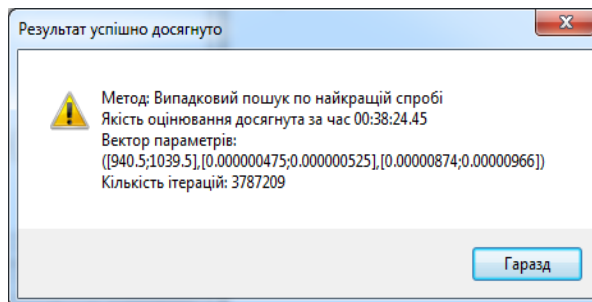 Результат успішно досягнуто
Метод: Випадковий пошук по найкращій спробі
Якість оцінювання досягнута за час 00:38:24.45
Вектор параметрів:
([940.5;1039.5],[0.000000475;0.000000525],[0.00000874;0.00000966])
Кількість ітерацій: 3787209
Гаразд